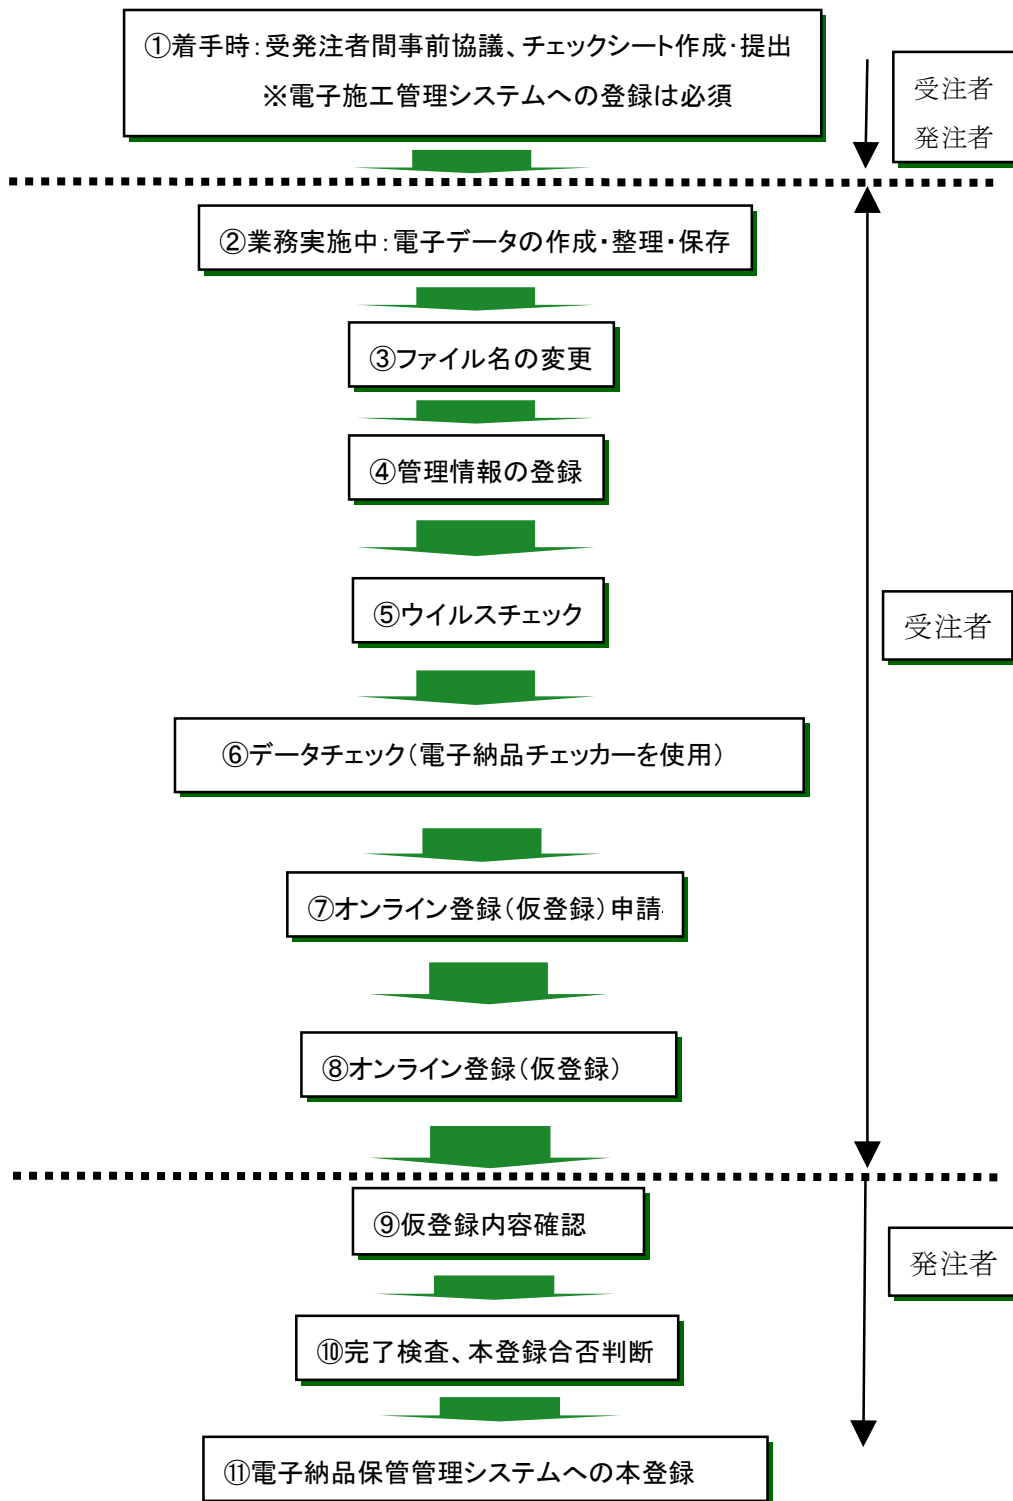 ①着手時：受発注者間事前協議、チェックシート作成・提出
※電子施工管理システムへの登録は必須
受注者
発注者
②業務実施中：電子データの作成・整理・保存
③ファイル名の変更
④管理情報の登録
⑤ウイルスチェック
受注者
⑥データチェック（電子納品チェッカーを使用）
⑦オンライン登録（仮登録）申請
⑧オンライン登録（仮登録）
⑨仮登録内容確認
発注者
⑩完了検査、本登録合否判断
⑪電子納品保管管理システムへの本登録